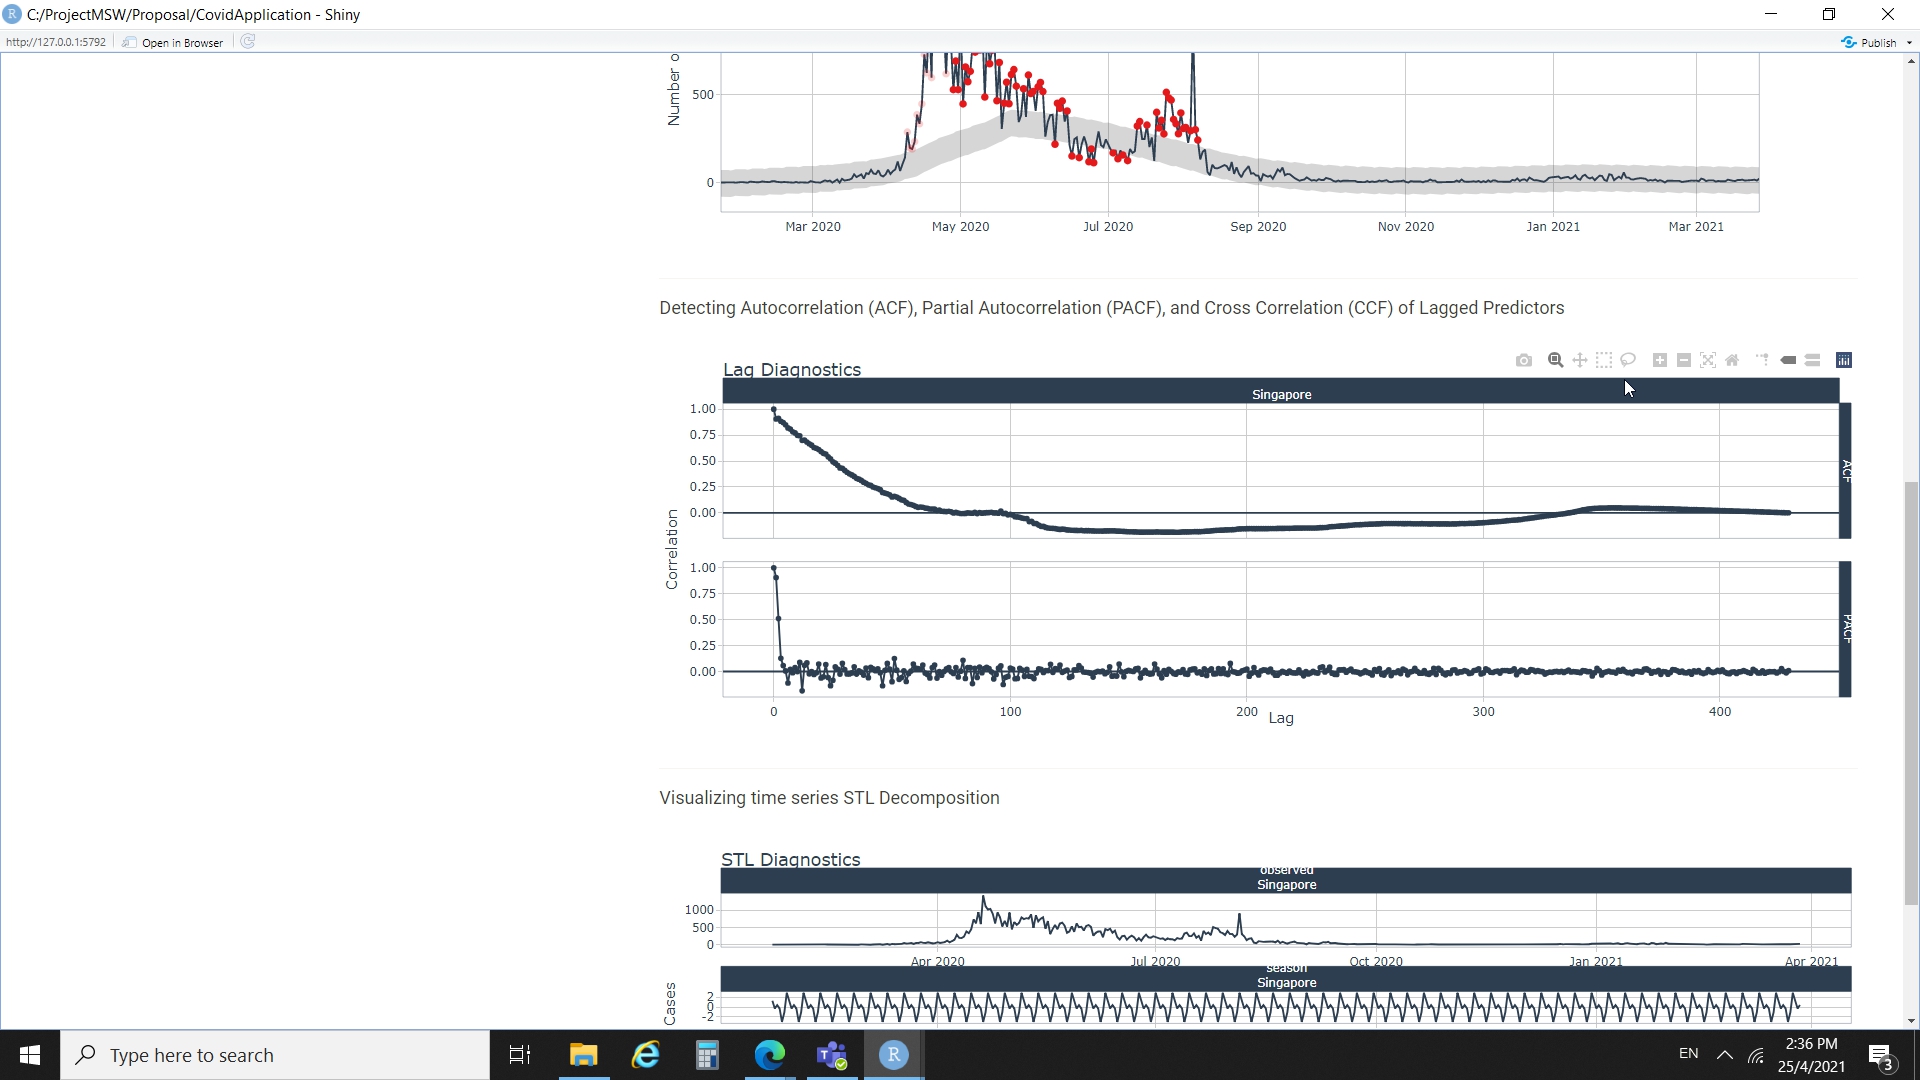 R C:/ProjectMSW/Proposal/CovidApplication - Shiny
http://127.0.0.1:5792 Open in Browser Publish
Number o
500
0
Mar 2020 May 2020 Jul 2020 Sep 2020 Nov 2020 Jan 2021 Mar 2021
Detecting Autocorrelation (ACF), Partial Autocorrelation (PACF), and Cross Correlation (CCF) of Lagged Predictors
Lag Diagnostics
Singapore
1.00
0.75
0.50
0.25
0.00
ACF
Correlation
1.00
0.75
0.50
0.25
0.00
PACF
0 100 200 300 400
Lag
Visualizing time series STL Decomposition
STL Diagnostics
observed
Singapore
1000
500
0
Apr 2020 Jul 2020 Oct 2020 Jan 2021 Apr 2021
season
Singapore
Cases
2
0
-2
Type here to search
R
EN
2:36 PM
25/4/2021
3